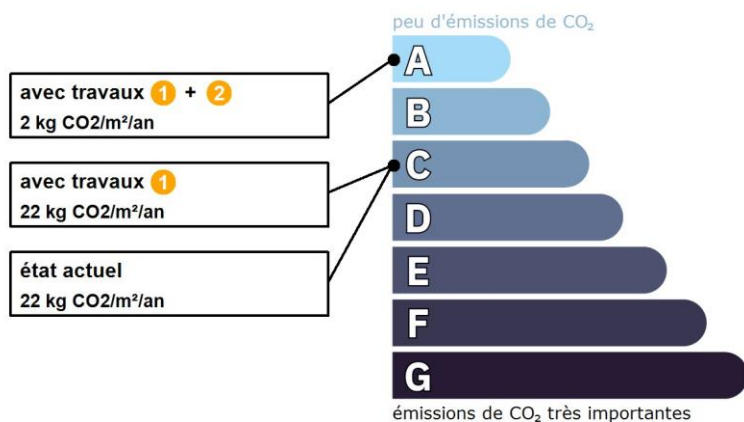 peu d'émissions de CO₂
A
avec travaux 1 + 2
2 kg CO2/m²/an
B
C
avec travaux 1
22 kg CO2/m²/an
D
état actuel
22 kg CO2/m²/an
E
F
G
émissions de CO₂ très importantes